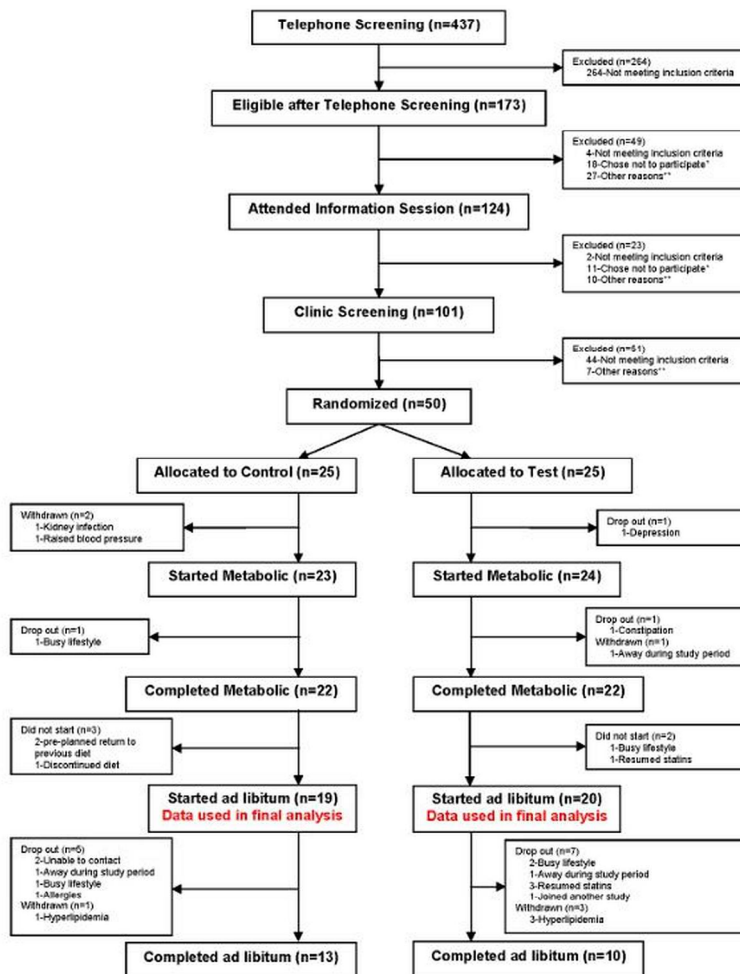 Telephone Screening (n=437)
Excluded (n=264)
264-Not meeting inclusion criteria
Eligible after Telephone Screening (n=173)
Excluded (n=49)
4-Not meeting inclusion criteria
18-Chose not to participate*
27-Other reasons**
Attended Information Session (n=124)
Excluded (n=23)
2-Not meeting inclusion criteria
11-Chose not to participate*
10-Other reasons**
Clinic Screening (n=101)
Excluded (n=51)
44-Not meeting inclusion criteria
7-Other reasons**
Randomized (n=50)
Allocated to Control (n=25)
Allocated to Test (n=25)
Withdrawn (n=2)
1-Kidney infection
1-Raised blood pressure
Drop out (n=1)
1-Depression
Started Metabolic (n=23)
Started Metabolic (n=24)
Drop out (n=1)
1-Busy lifestyle
Drop out (n=1)
1-Constipation
Withdrawn (n=1)
1-Away during study period
Completed Metabolic (n=22)
Completed Metabolic (n=22)
Did not start (n=3)
2-pre-planned return to
previous diet
1-Discontinued diet
Did not start (n=2)
1-Busy lifestyle
1-Resumed statins
Started ad libitum (n=19)
Data used in final analysis
Started ad libitum (n=20)
Data used in final analysis
Drop out (n=5)
2-Unable to contact
1-Away during study period
1-Busy lifestyle
1-Allergies
Withdrawn (n=1)
1-Hyperlipidemia
Drop out (n=7)
2-Busy lifestyle
1-Away during study period
3-Resumed statins
1-Joined another study
Withdrawn (n=3)
3-Hyperlipidemia
Completed ad libitum (n=13)
Completed ad libitum (n=10)